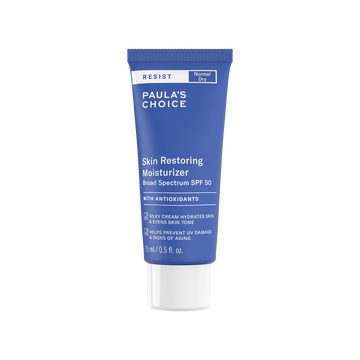 RESIST
Normal
Dry
PAULA'S
CHOICE
Skin Restoring
Moisturizer
Broad Spectrum SPF 50
WITH ANTIOXIDANTS
SILKY CREAM HYDRATES SKIN
& EVENS SKIN TONE
HELPS PREVENT UV DAMAGE
& SIGNS OF AGING
15 ml / 0.5 fl. oz.